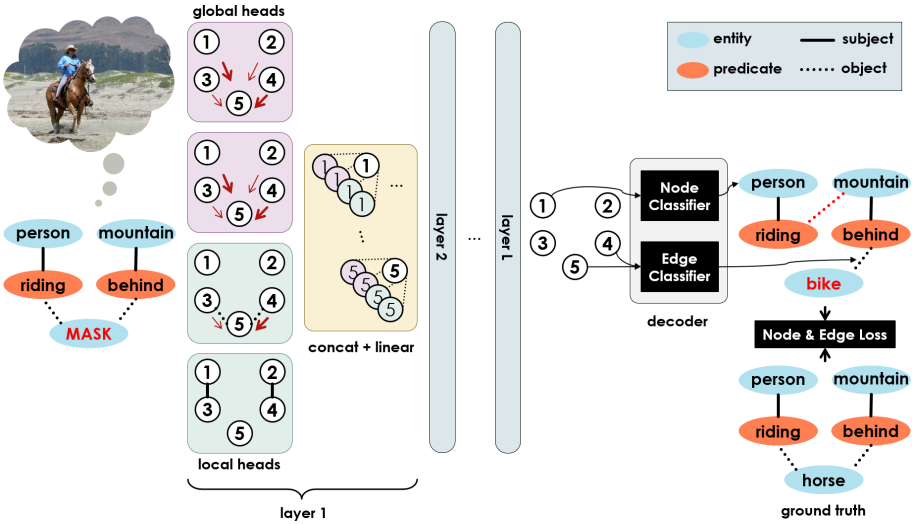 global heads
1 2
3 4
5
1 2
3 4
5
1 2
3 4
5
1 2
3 4
5
local heads
layer 1
person mountain
riding behind
MASK
1 1 1 1 1 ...
...
5 5 5 5 5
concat + linear
layer 2
...
layer L
1 2
3 4
5
Node
Classifier
Edge
Classifier
decoder
entity subject
predicate object
person mountain
riding behind
bike
Node & Edge Loss
person mountain
riding behind
horse
ground truth